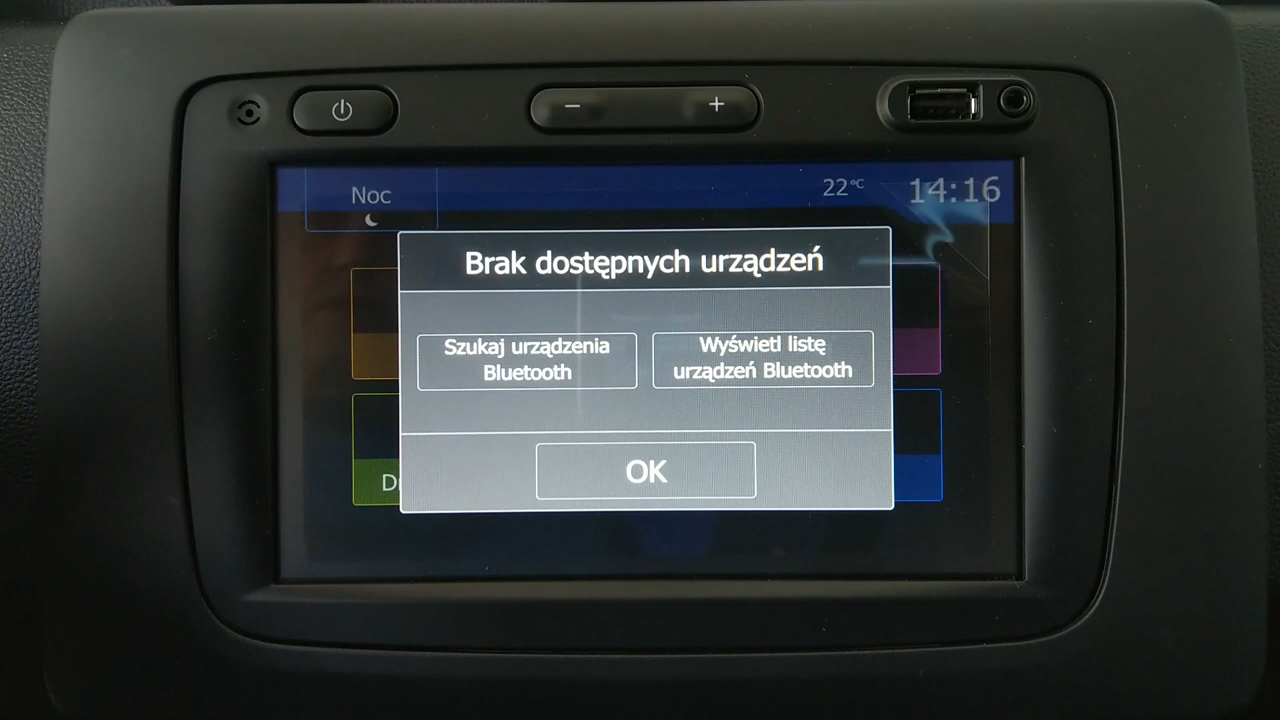 Noc
22°C
14:16
Brak dostępnych urządzeń
Szukaj urządzenia
Bluetooth
Wyświetl listę
urządzeń Bluetooth
OK